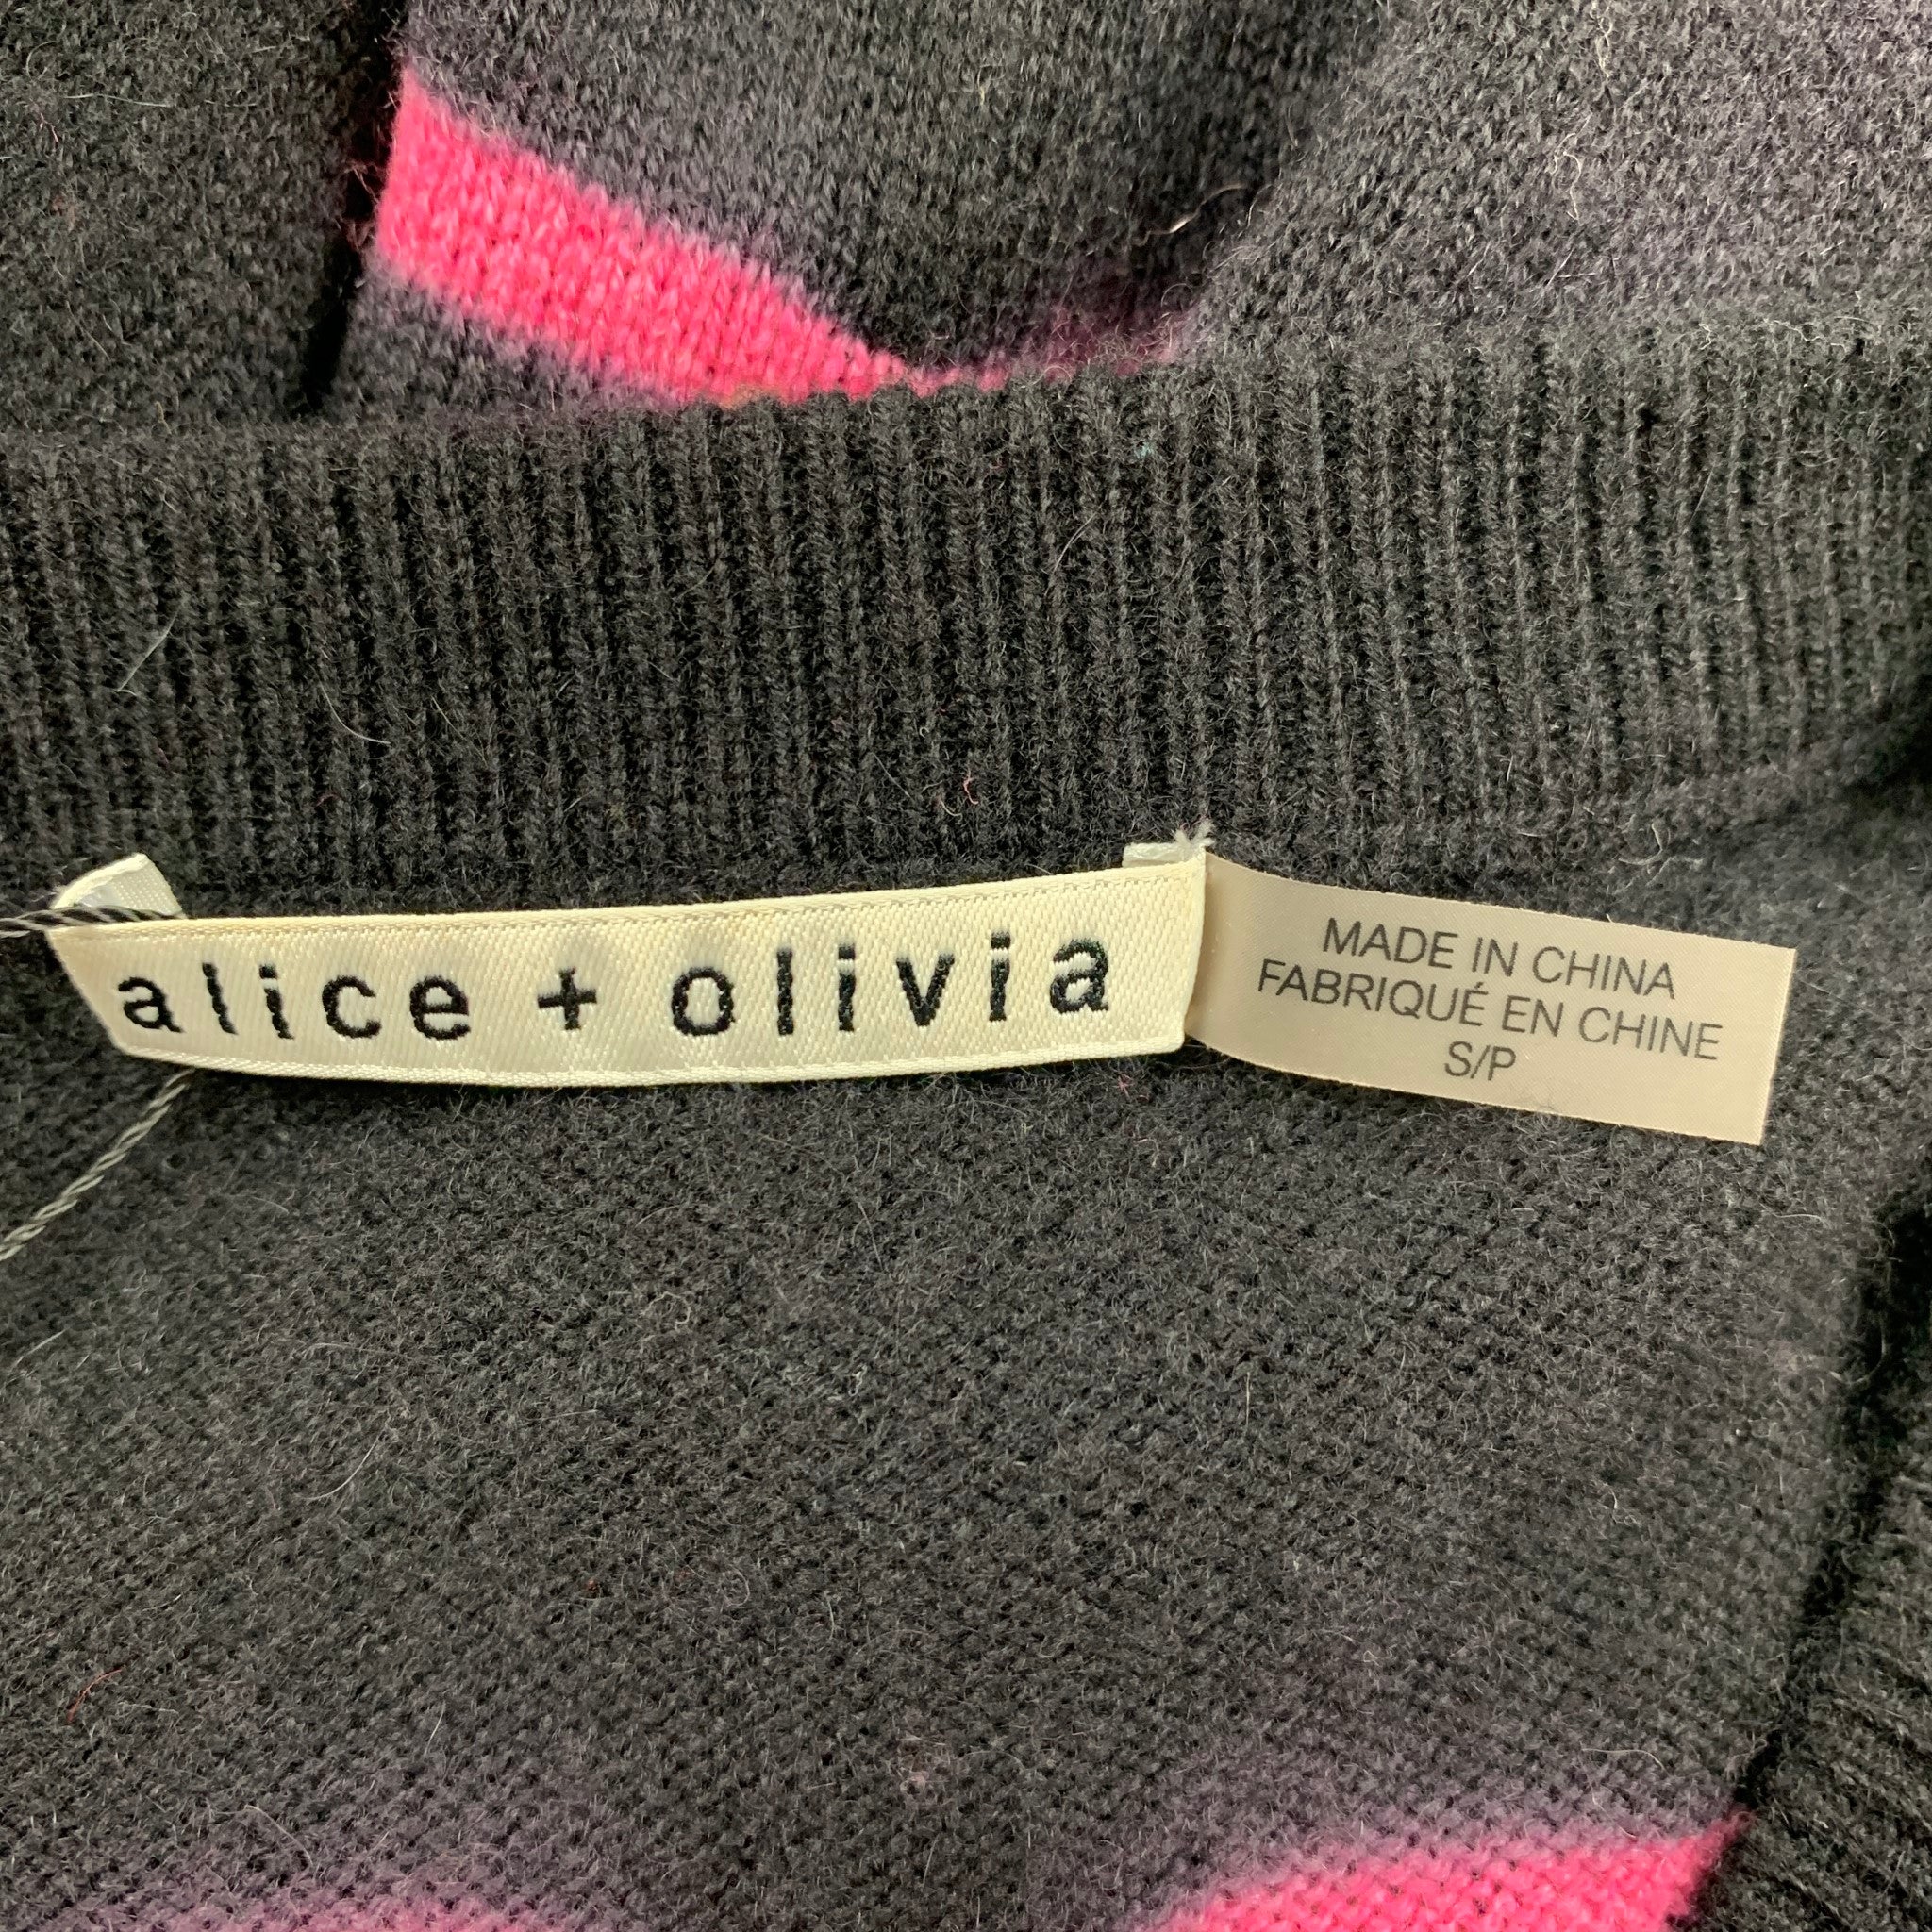 alice + olivia
MADE IN CHINA
FABRIQUÉ EN CHINE
S/P